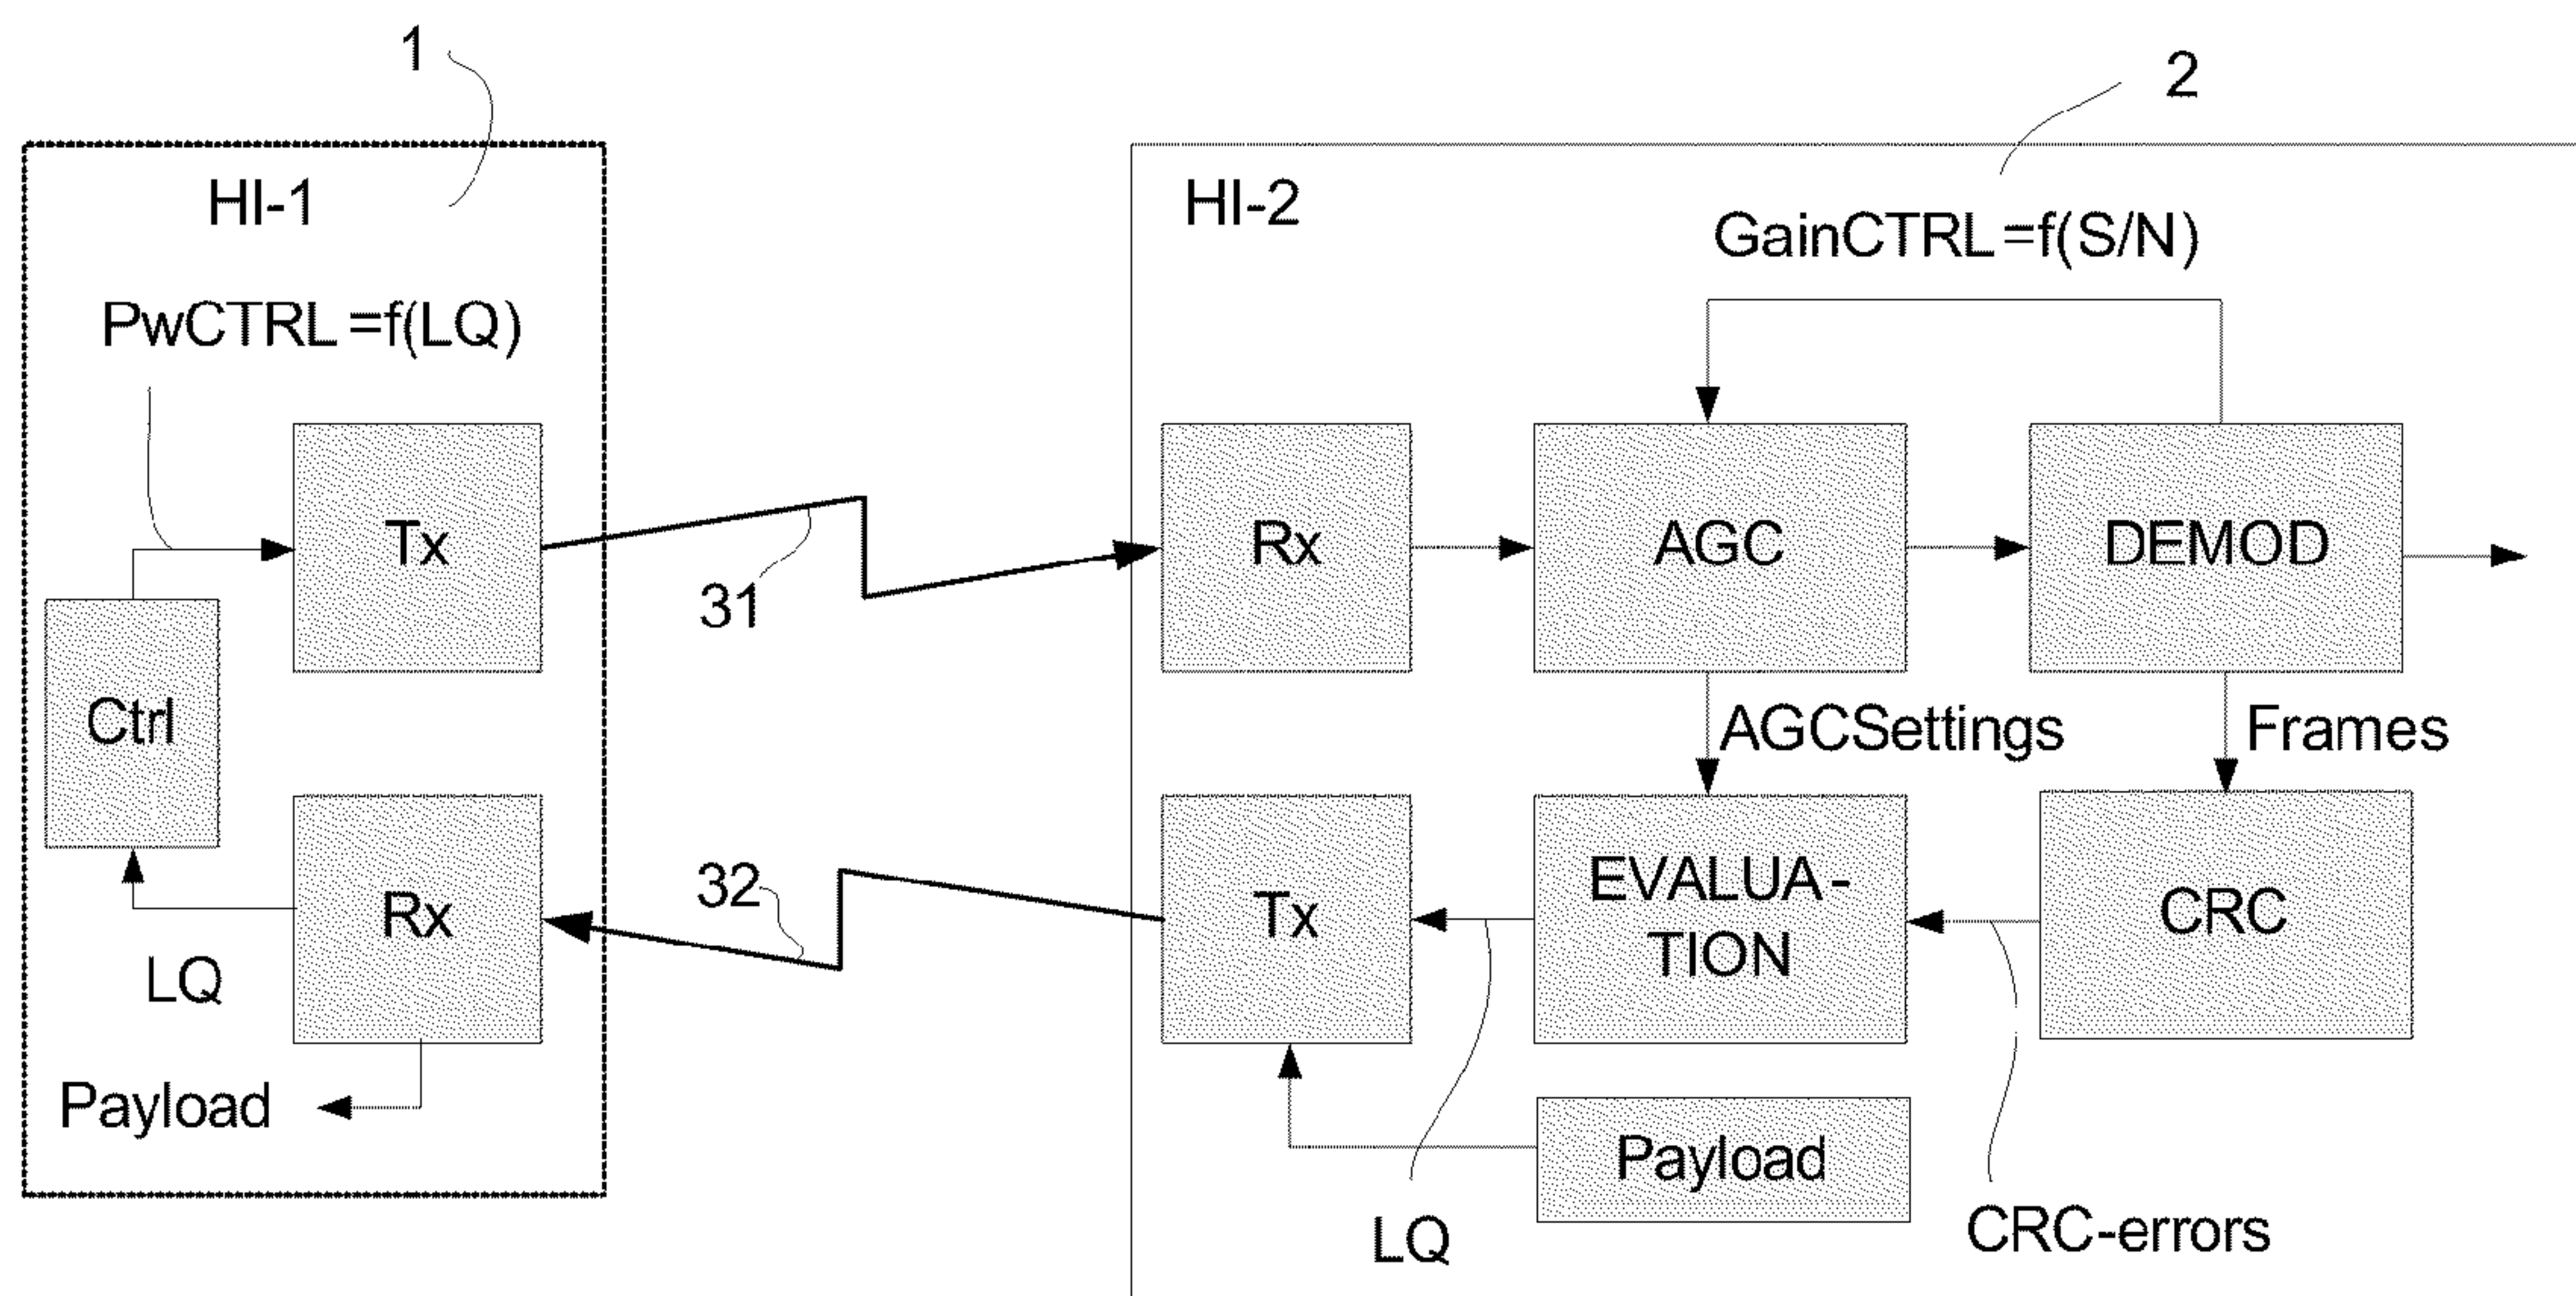 1
2
HI-1
HI-2
GainCTRL=f(S/N)
PwCTRL=f(LQ)
Tx
Rx
AGC
DEMOD
31
Ctrl
AGCSettings
Frames
32
Rx
Tx
EVALUA-
TION
CRC
LQ
Payload
Payload
LQ
CRC-errors